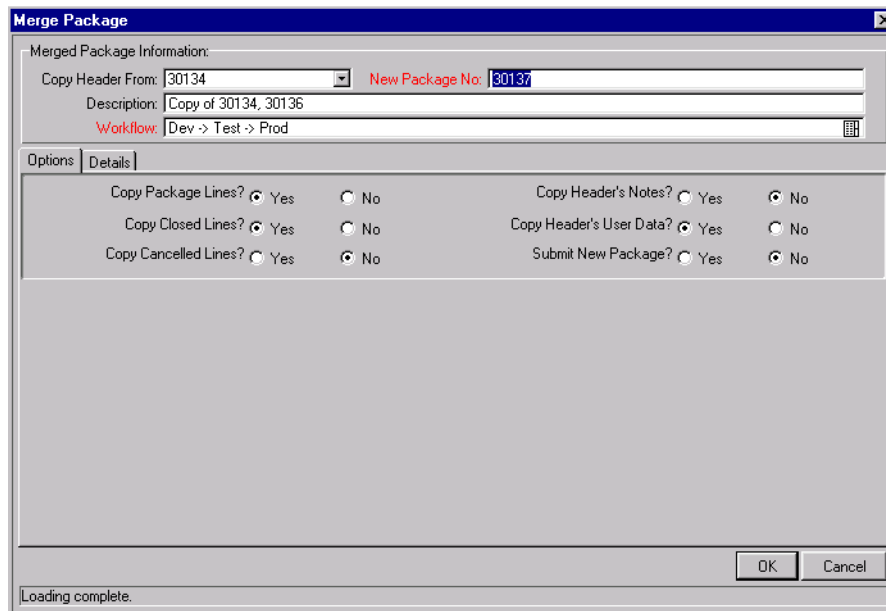 Merge Package
Merged Package Information:
Copy Header From: 30134 New Package No: 30137
Description: Copy of 30134, 30136
Workflow: Dev -> Test -> Prod
Options Details
Copy Package Lines? Yes No Copy Header's Notes? Yes No
Copy Closed Lines? Yes No Copy Header's User Data? Yes No
Copy Cancelled Lines? Yes No Submit New Package? Yes No
OK Cancel
Loading complete.